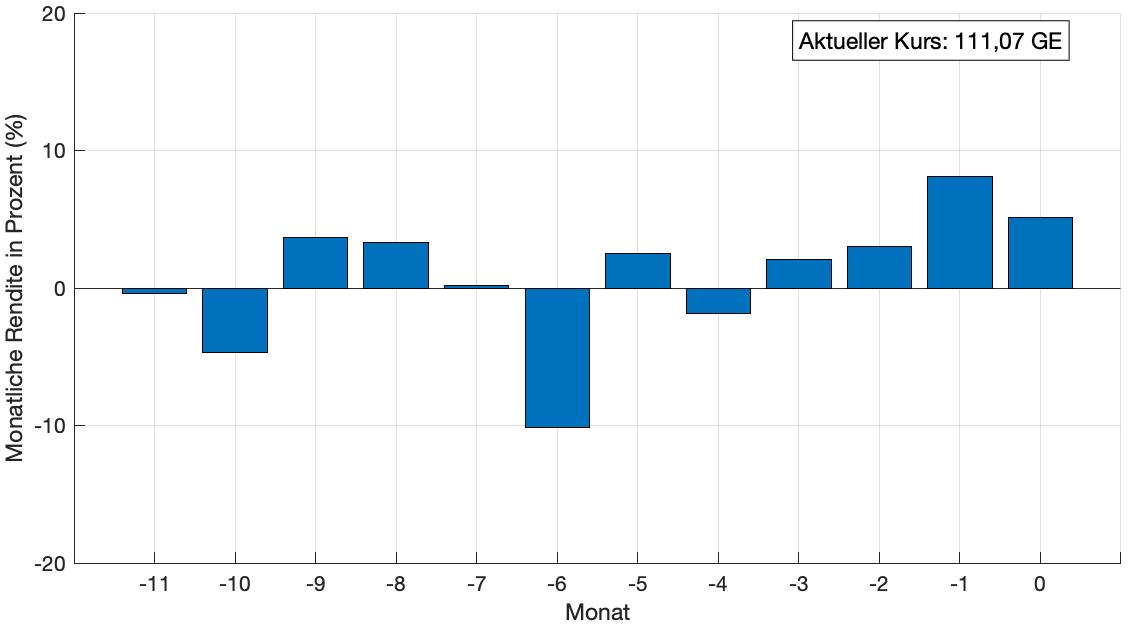 Aktueller Kurs: 111,07 GE
Monatliche Rendite in Prozent (%)
20
10
0
-10
-20
-11 -10 -9 -8 -7 -6 -5 -4 -3 -2 -1 0
Monat